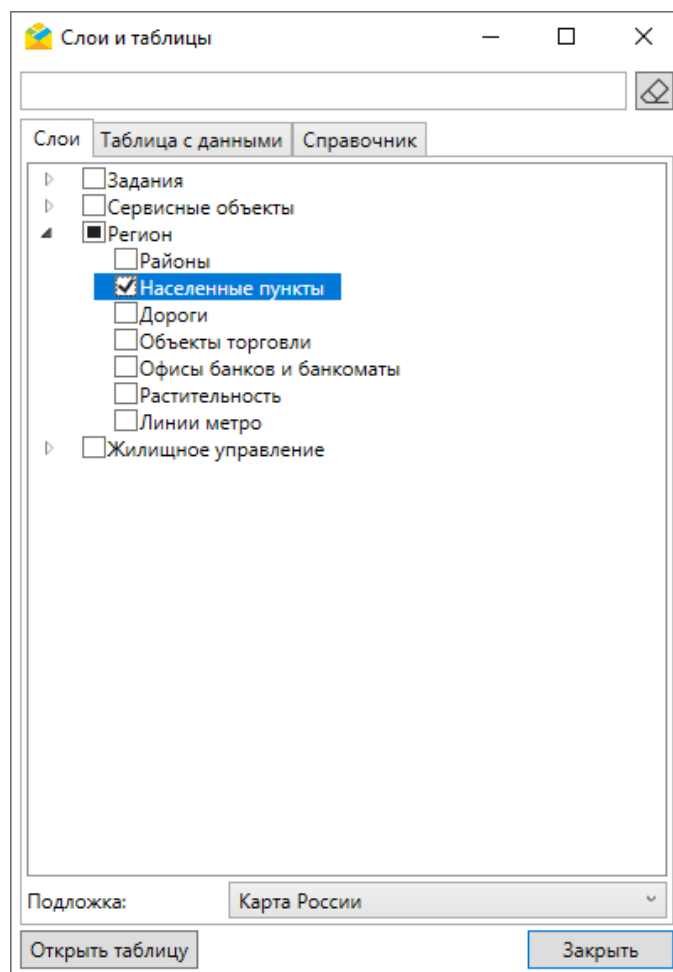 Слои и таблицы
Слои Таблица с данными Справочник
Задания
Сервисные объекты
Регион
Районы
Населенные пункты
Дороги
Объекты торговли
Офисы банков и банкоматы
Растительность
Линии метро
Жилищное управление
Подложка: Карта России
Открыть таблицу Закрыть